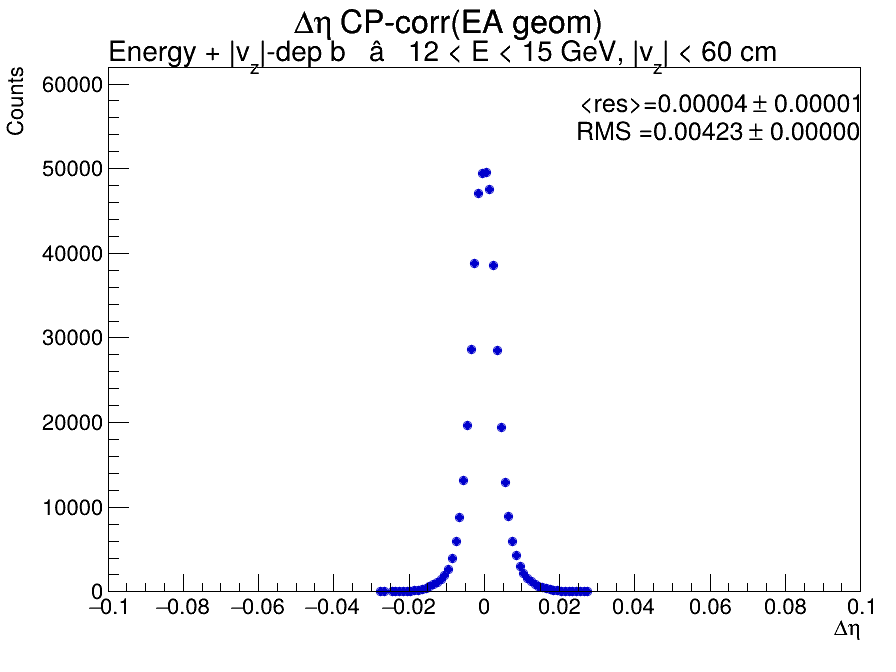 Δη CP-corr(EA geom)
Energy + |v_z|-dep b â 12 < E < 15 GeV, |v_z| < 60 cm
Counts
<res>=0.00004 ± 0.00001
RMS =0.00423 ± 0.00000
60000
50000
40000
30000
20000
10000
0
−0.1 −0.08 −0.06 −0.04 −0.02 0 0.02 0.04 0.06 0.08 0.1
Δη